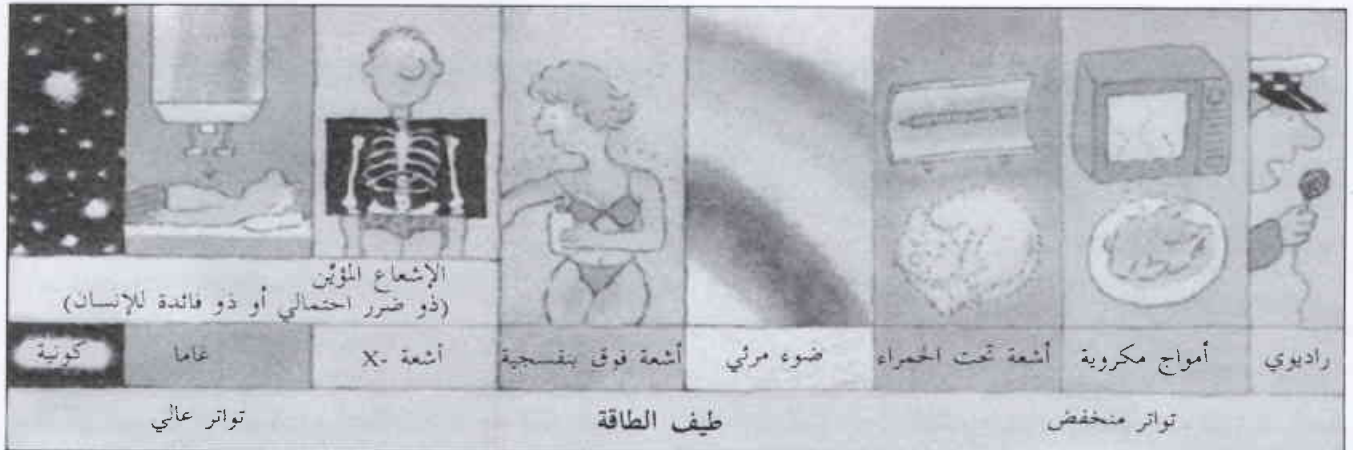 الإشعاع المؤيّن
(ذو ضرر احتمالي أو ذو فائدة للإنسان)
راديوي
أمواج مكروية
أشعة تحت الحمراء
ضوء مرئي
أشعة فوق بنفسجية
أشعة -X
غاما
كونية
تواتر منخفض
طيف الطاقة
تواتر عالي